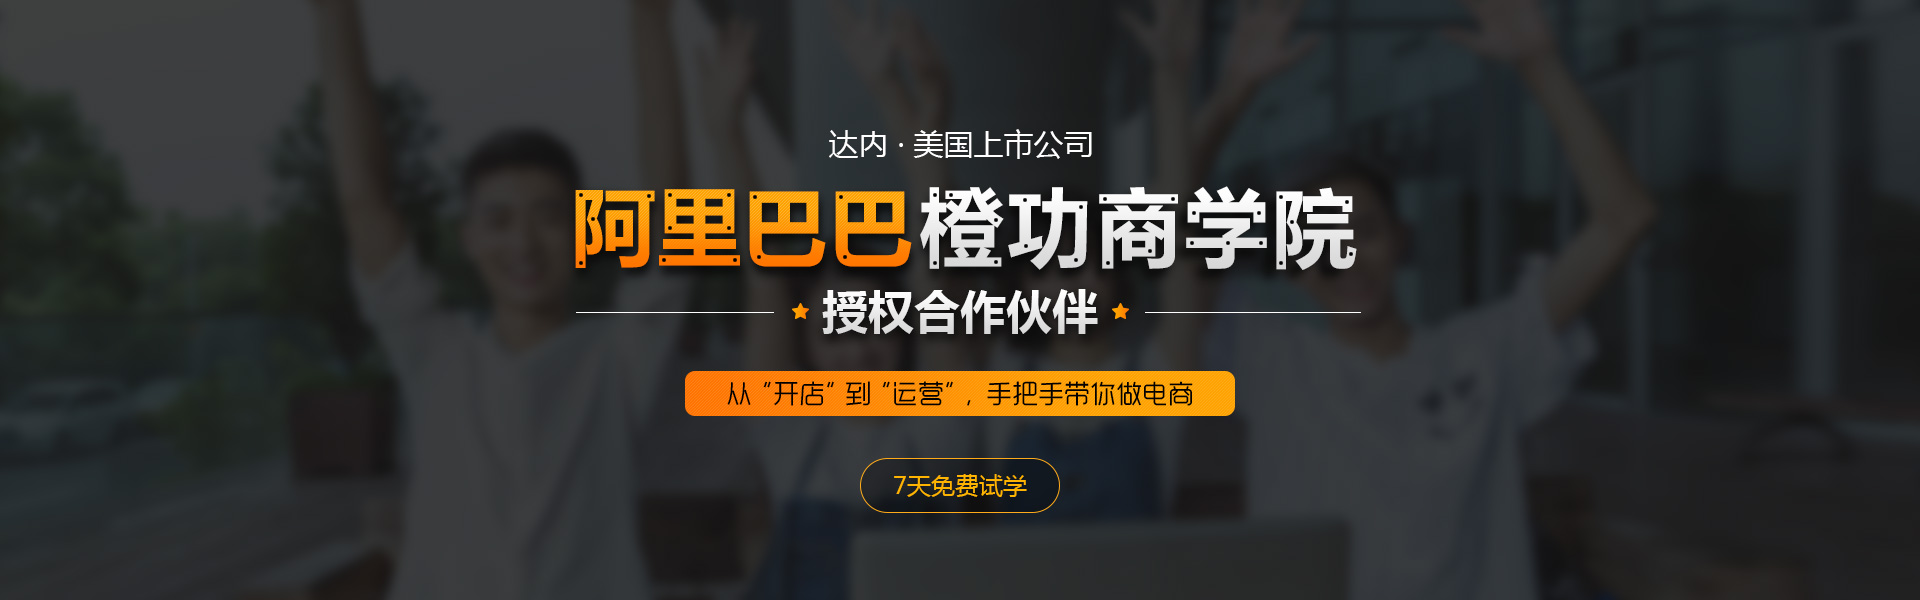 达内·美国上市公司
阿里巴巴橙功商学院
授权合作伙伴
从“开店”到“运营”，手把手带你做电商
7天免费试学